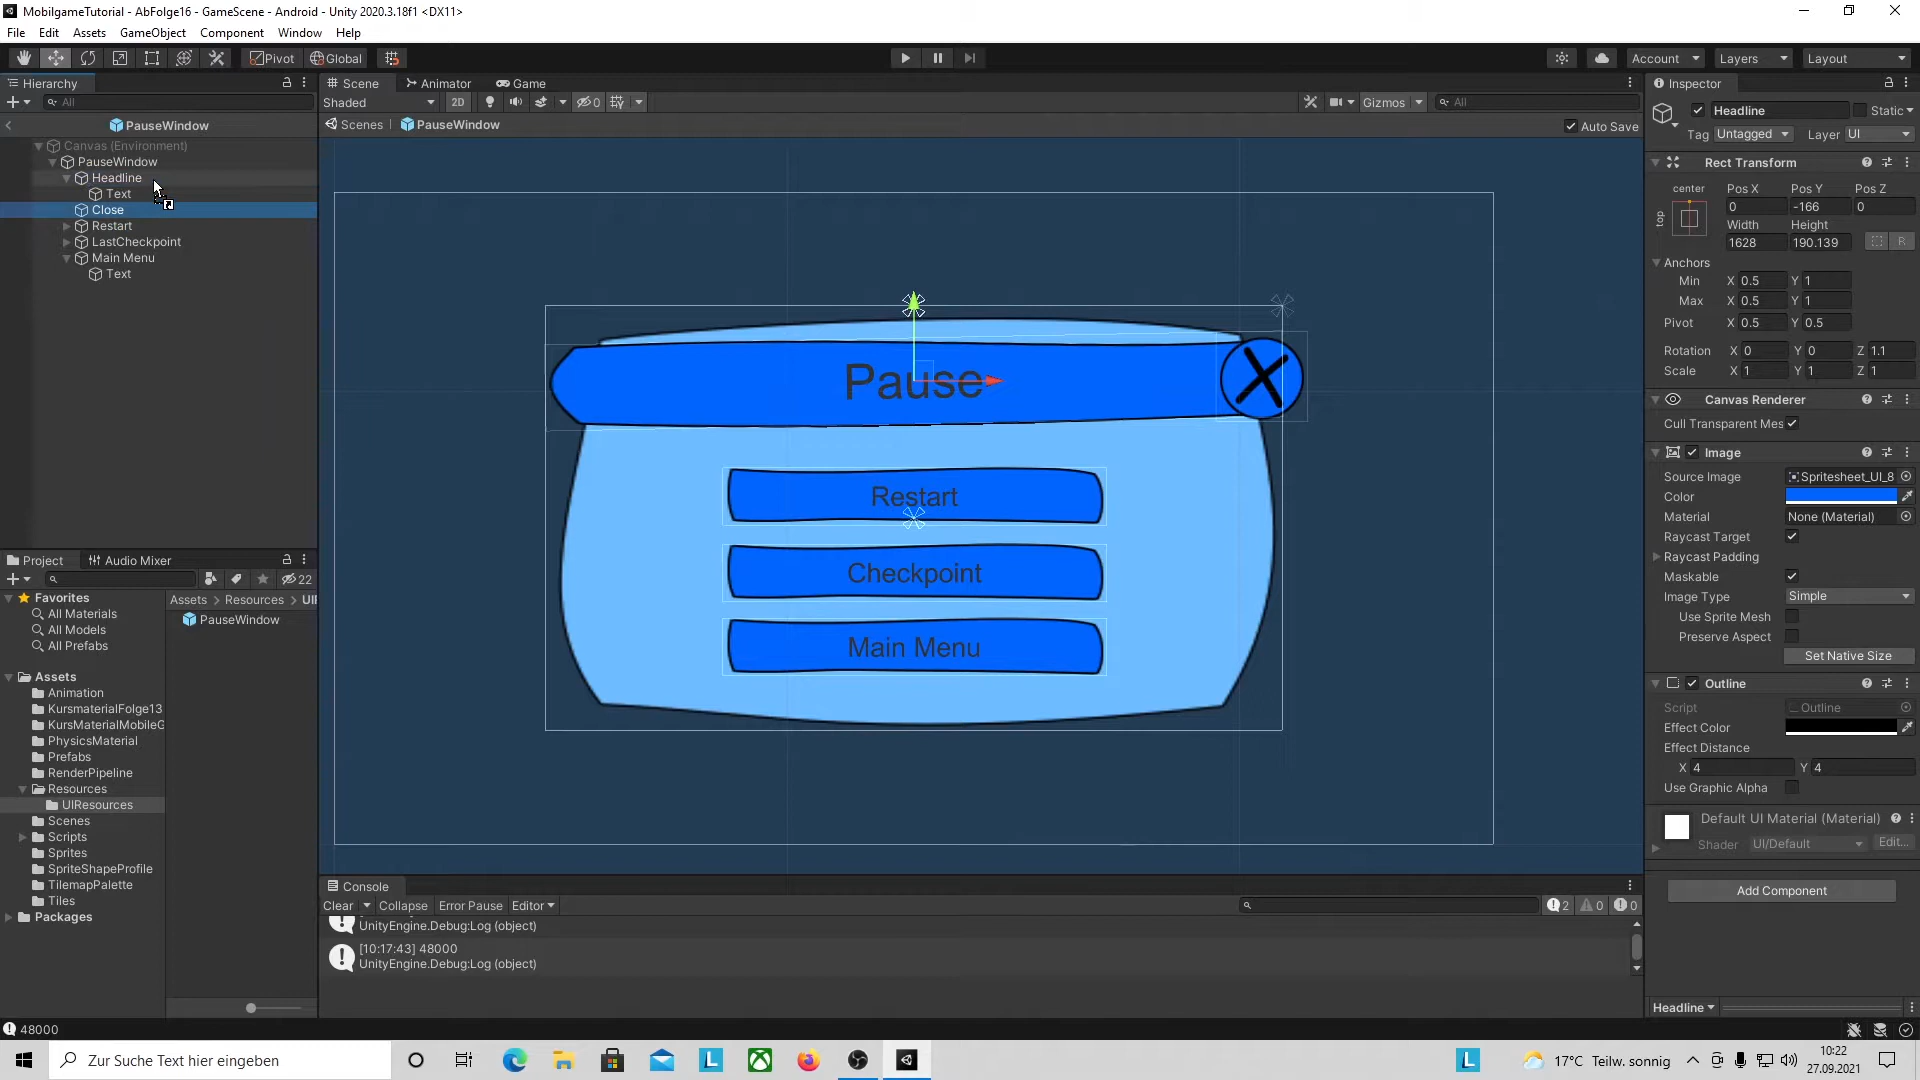 MobilgameTutorial - AbFolge16 - GameScene - Android - Unity 2020.3.18f1 <DX11>
File Edit Assets GameObject Component Window Help
Pivot Global
Account Layers Layout
Hierarchy
Scene Animator Game
Inspector
All
Shaded 2D 0 Gizmos All
Headline Static
Tag Untagged Layer UI
PauseWindow
Scenes PauseWindow Auto Save
Canvas (Environment)
PauseWindow
Headline
Text
Close
Restart
LastCheckpoint
Main Menu
Text
Pause
Restart
Checkpoint
Main Menu
Rect Transform
center Pos X Pos Y Pos Z
top 0 -166 0
Width Height
1628 190.139 R
Anchors
Min X 0.5 Y 1
Max X 0.5 Y 1
Pivot X 0.5 Y 0.5
Rotation X 0 Y 0 Z 1.1
Scale X 1 Y 1 Z 1
Canvas Renderer
Cull Transparent Mes
Image
Source Image Spritesheet_UI_8
Color
Material None (Material)
Raycast Target
Raycast Padding
Maskable
Image Type Simple
Use Sprite Mesh
Preserve Aspect
Set Native Size
Outline
Script Outline
Effect Color
Effect Distance
X 4 Y 4
Use Graphic Alpha
Default UI Material (Material)
Shader UI/Default Edit...
Add Component
Headline
Project Audio Mixer
22
Favorites
All Materials
All Models
All Prefabs
Assets > Resources > UI
PauseWindow
Assets
Animation
KursmaterialFolge13
KursMaterialMobileG
PhysicsMaterial
Prefabs
RenderPipeline
Resources
UIResources
Scenes
Scripts
Sprites
SpriteShapeProfile
TilemapPalette
Tiles
Packages
Console
Clear Collapse Error Pause Editor 2 0 0
UnityEngine.Debug:Log (object)
[10:17:43] 48000
UnityEngine.Debug:Log (object)
48000
Zur Suche Text hier eingeben
L
L
17°C Teilw. sonnig
10:22
27.09.2021